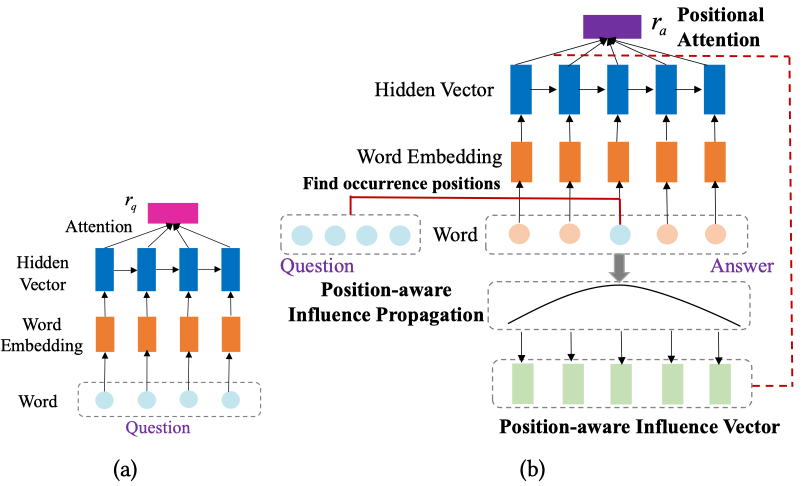 r_q
Attention
Hidden
Vector
Word
Embedding
Word
Question
(a)
r_a
Positional
Attention
Hidden Vector
Word Embedding
Find occurrence positions
Word
Question
Answer
Position-aware
Influence Propagation
Position-aware Influence Vector
(b)